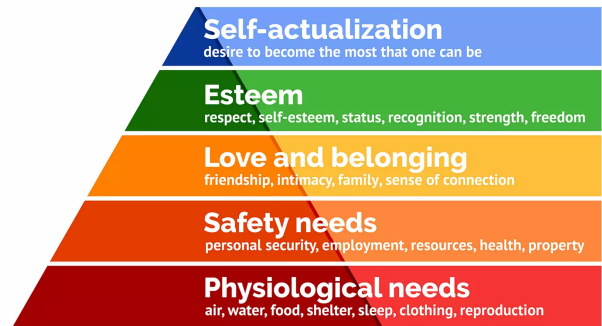 Self-actualization
desire to become the most that one can be
Esteem
respect, self-esteem, status, recognition, strength, freedom
Love and belonging
friendship, intimacy, family, sense of connection
Safety needs
personal security, employment, resources, health, property
Physiological needs
air, water, food, shelter, sleep, clothing, reproduction